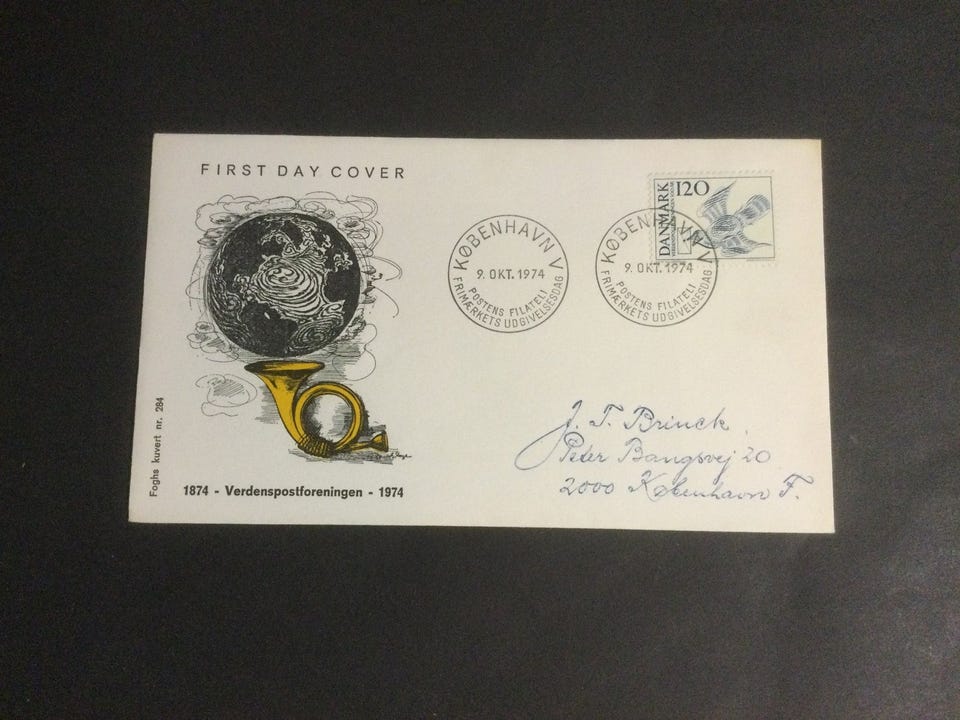 FIRST DAY COVER
KØBENHAVN V
9. OKT. 1974
POSTENS FILATELI
FRIMÆRKETS UDGIVELSESDAG
KØBENHAVN V
9. OKT. 1974
POSTENS FILATELI
FRIMÆRKETS UDGIVELSESDAG
DANMARK
120
J. T. Brinck.
Peter Bangsvej 20
2000 København F.
Foghs kuvert nr. 284
1874 - Verdenspostforeningen - 1974